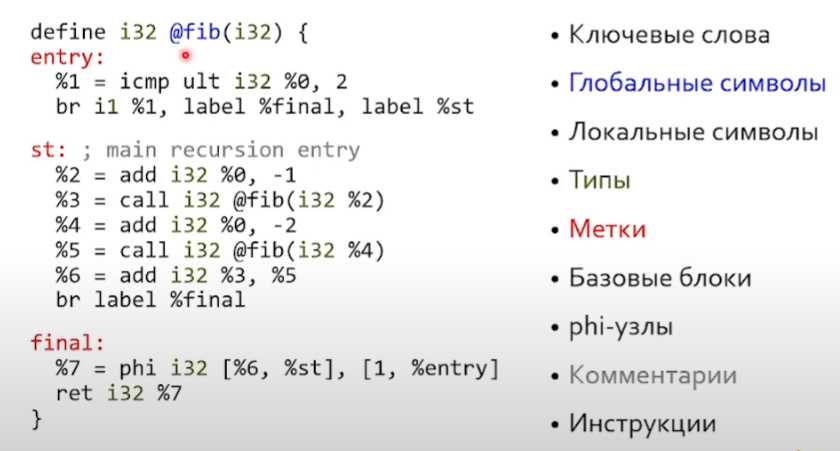 define i32 @fib(i32) {
entry:
  %1 = icmp ult i32 %0, 2
  br i1 %1, label %final, label %st
st: ; main recursion entry
  %2 = add i32 %0, -1
  %3 = call i32 @fib(i32 %2)
  %4 = add i32 %0, -2
  %5 = call i32 @fib(i32 %4)
  %6 = add i32 %3, %5
  br label %final
final:
  %7 = phi i32 [%6, %st], [1, %entry]
  ret i32 %7
}
• Ключевые слова
• Глобальные символы
• Локальные символы
• Типы
• Метки
• Базовые блоки
• phi-узлы
• Комментарии
• Инструкции